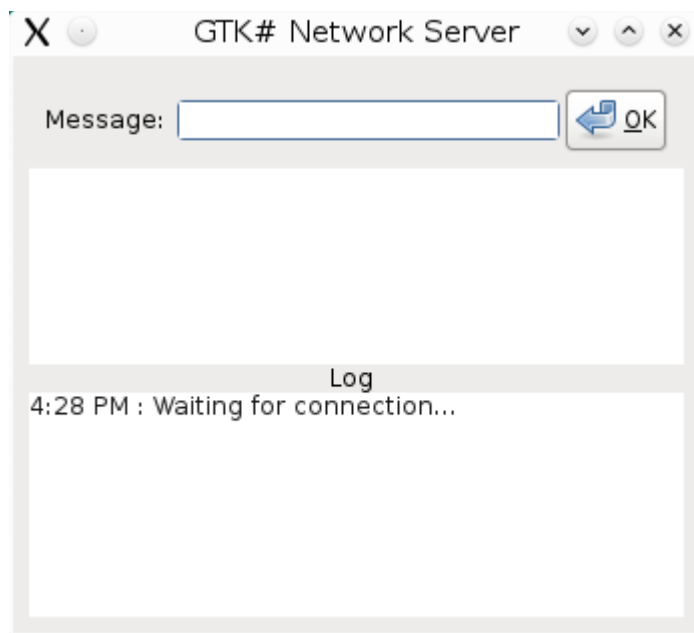 GTK# Network Server
Message:
OK
Log
4:28 PM : Waiting for connection...